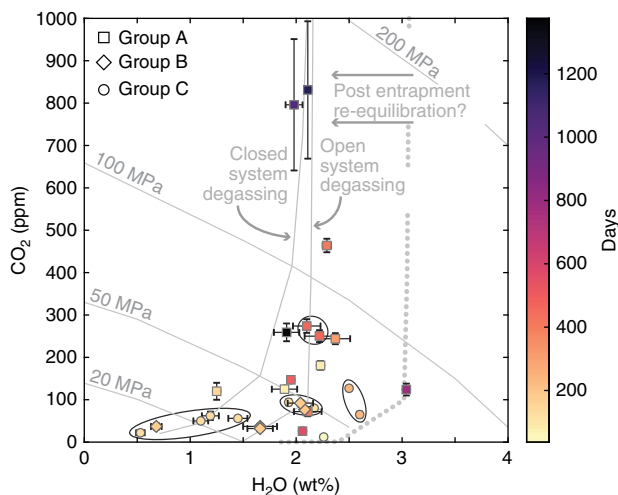 1000
900
800
700
600
500
400
300
200
100
0
CO₂ (ppm)
Group A
Group B
Group C
200 MPa
Post entrapment
re-equilibration?
Closed
system
degassing
Open
system
degassing
100 MPa
50 MPa
20 MPa
0 1 2 3 4
H₂O (wt%)
1200
1000
800
600
400
200
Days